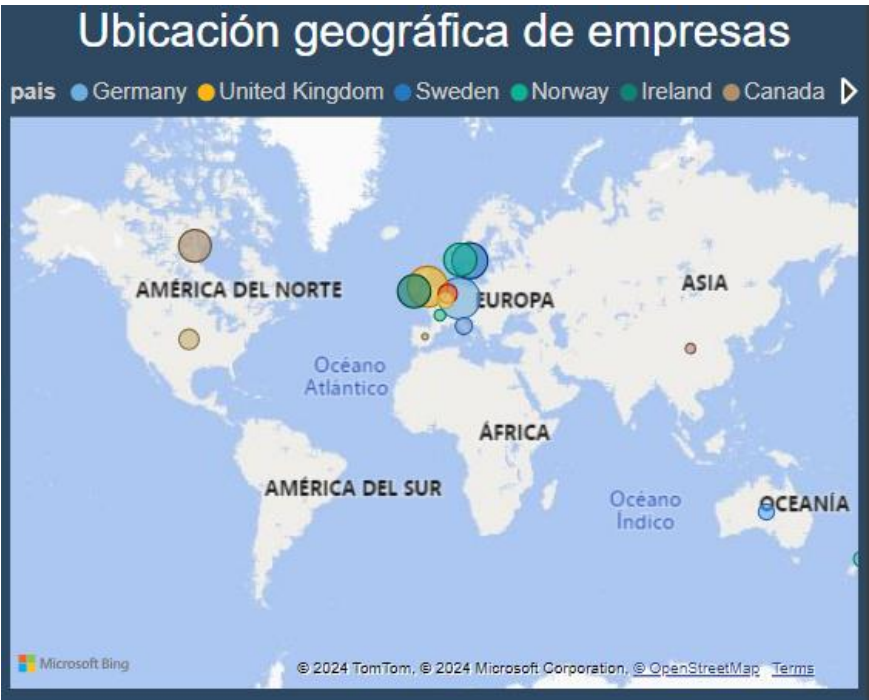 Ubicación geográfica de empresas
pais Germany United Kingdom Sweden Norway Ireland Canada
AMÉRICA DEL NORTE
EUROPA
ASIA
Océano
Atlántico
ÁFRICA
AMÉRICA DEL SUR
Océano
Índico
OCEANÍA
Microsoft Bing
© 2024 TomTom, © 2024 Microsoft Corporation, © OpenStreetMap Terms